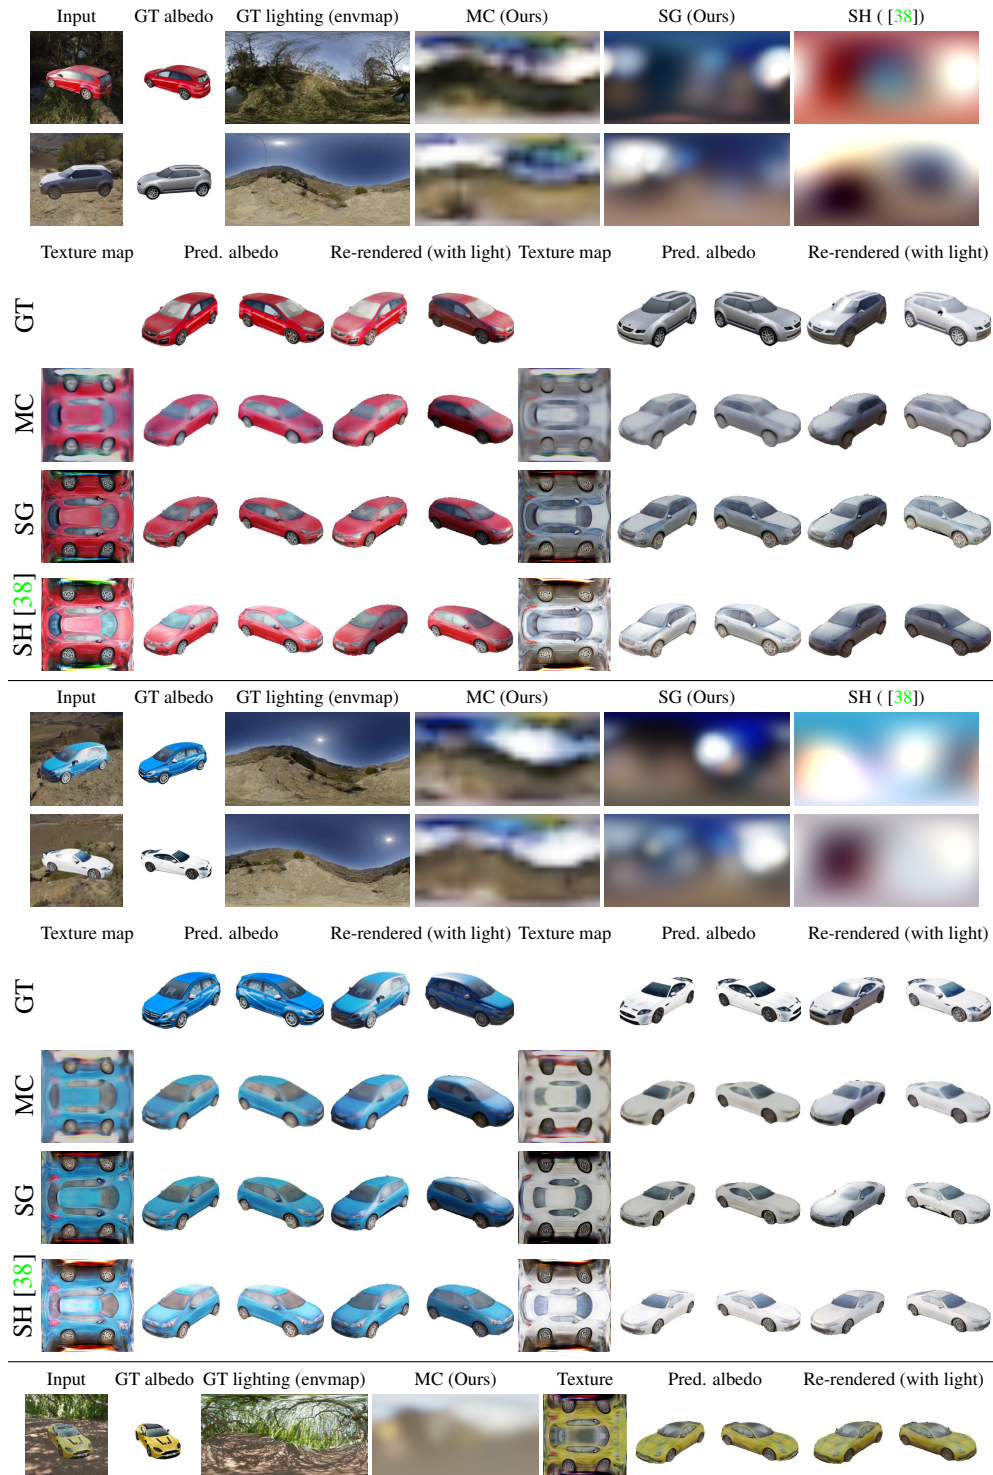 Input GT albedo GT lighting (envmap) MC (Ours) SG (Ours) SH ( [38])
Texture map Pred. albedo Re-rendered (with light) Texture map Pred. albedo Re-rendered (with light)
GT
MC
SG
SH [38]
Input GT albedo GT lighting (envmap) MC (Ours) SG (Ours) SH ( [38])
Texture map Pred. albedo Re-rendered (with light) Texture map Pred. albedo Re-rendered (with light)
GT
MC
SG
SH [38]
Input GT albedo GT lighting (envmap) MC (Ours) Texture Pred. albedo Re-rendered (with light)